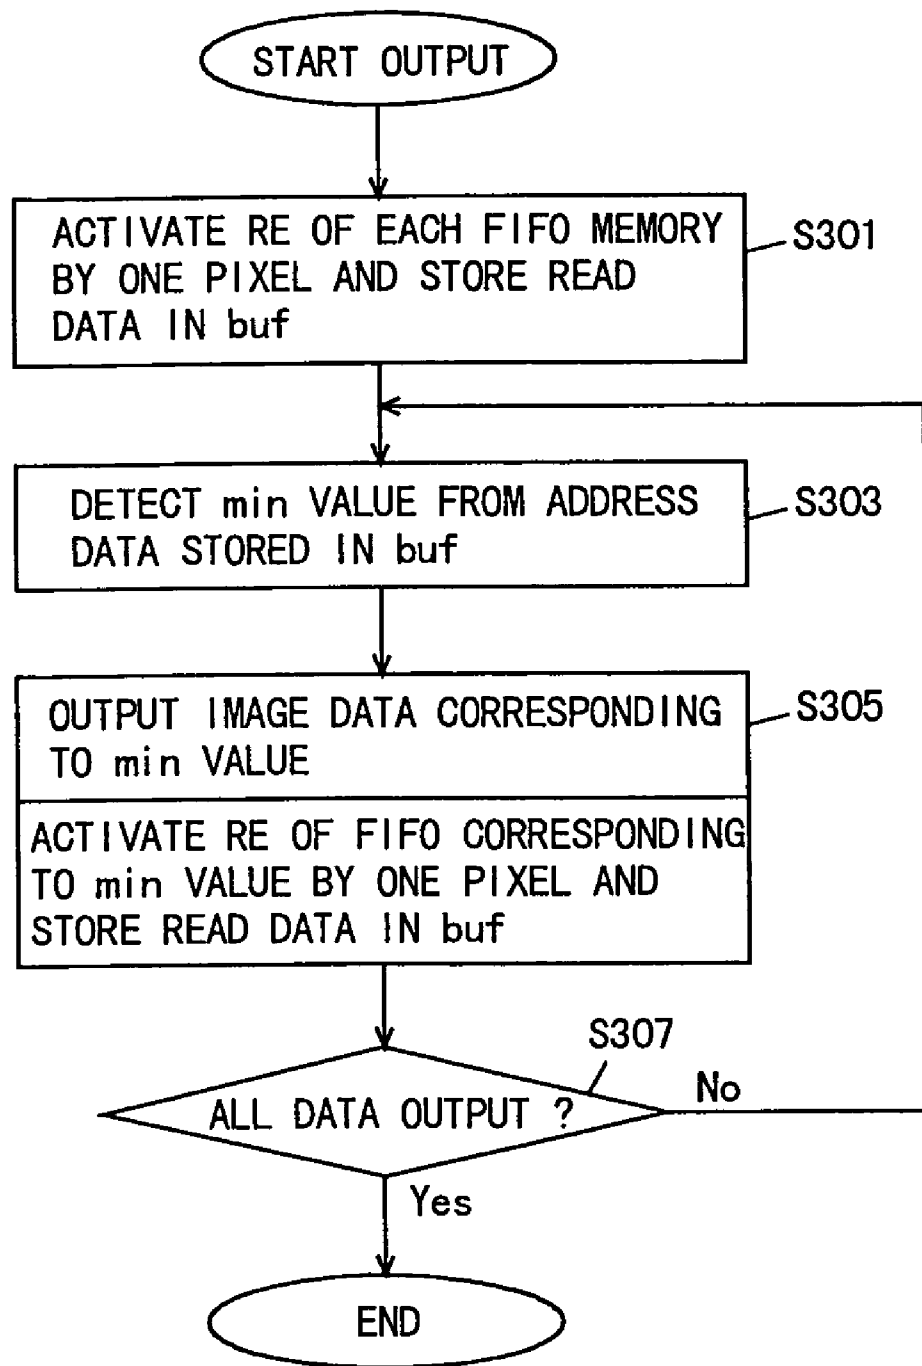 START OUTPUT
ACTIVATE RE OF EACH FIFO MEMORY
BY ONE PIXEL AND STORE READ
DATA IN buf
S301
DETECT min VALUE FROM ADDRESS
DATA STORED IN buf
S303
OUTPUT IMAGE DATA CORRESPONDING
TO min VALUE
S305
ACTIVATE RE OF FIFO CORRESPONDING
TO min VALUE BY ONE PIXEL AND
STORE READ DATA IN buf
S307
ALL DATA OUTPUT ?
No
Yes
END